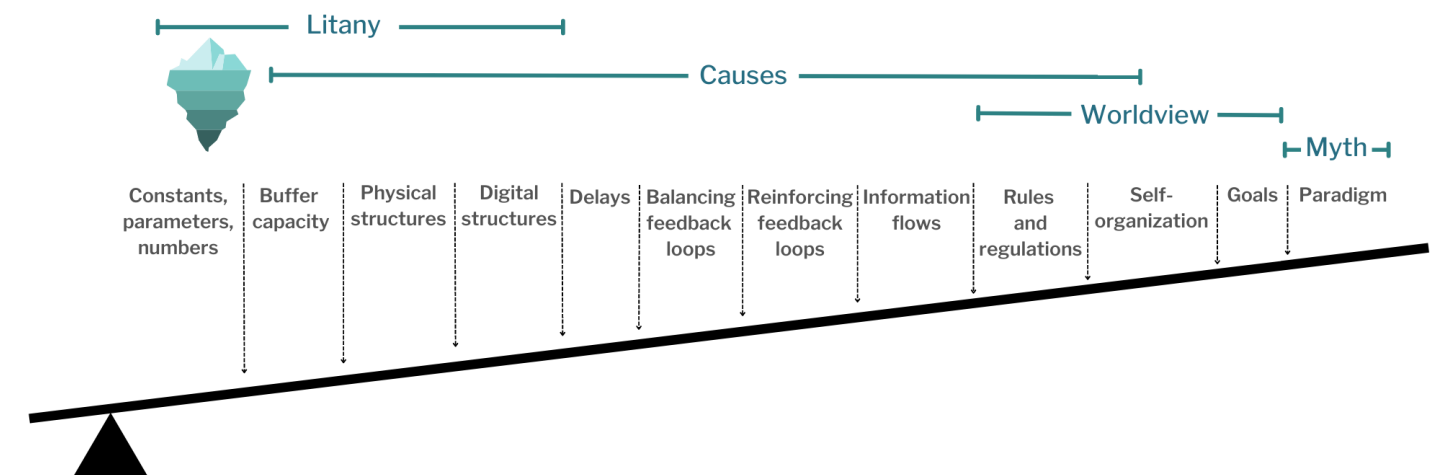 Litany
Causes
Worldview
Myth
Constants,
parameters,
numbers
Buffer
capacity
Physical
structures
Digital
structures
Delays
Balancing
feedback
loops
Reinforcing
feedback
loops
Information
flows
Rules
and
regulations
Self-
organization
Goals
Paradigm